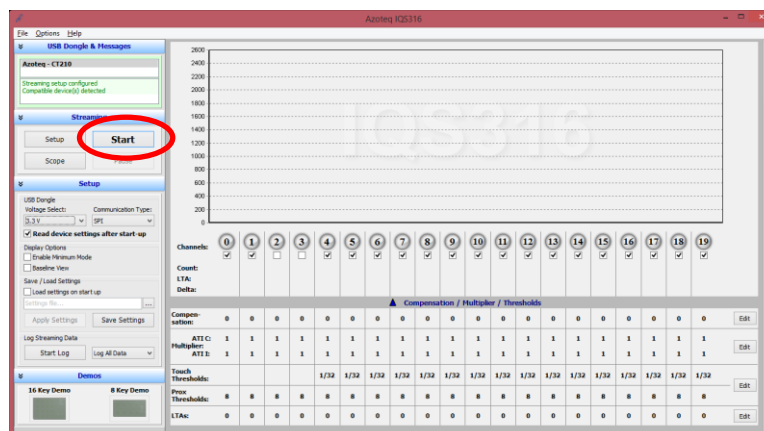 Azoteq IQS316
File Options Help
USB Dongle & Messages
Azoteq - CT210
Streaming setup configured
Compatible device(s) detected
Setup Start
Scope
Setup
USB Dongle
Voltage Select: Communication Type:
3.3 V SPI
Read device settings after start-up
Display Options
Enable Minimum Mode
Baseline View
Save / Load Settings
Load settings on start up
Settings file... ...
Apply Settings Save Settings
Log Streaming Data
Start Log Log All Data
Demos
16 Key Demo 8 Key Demo
2600
2400
2200
2000
1800
1600
1400
1200
1000
800
600
400
200
0
IQS316
Channels: 0 1 2 3 4 5 6 7 8 9 10 11 12 13 14 15 16 17 18 19
Count:
LTA:
Delta:
Compensation / Multiplier / Thresholds
Compen-
sation: 0 0 0 0 0 0 0 0 0 0 0 0 0 0 0 0 0 0 0 0 Edit
ATI C: 1 1 1 1 1 1 1 1 1 1 1 1 1 1 1 1 1 1 1 1
Multiplier: Edit
ATI I: 1 1 1 1 1 1 1 1 1 1 1 1 1 1 1 1 1 1 1 1
Touch
Thresholds: 1/32 1/32 1/32 1/32 1/32 1/32 1/32 1/32 1/32 1/32 1/32 1/32 1/32 1/32 1/32 1/32
Edit
Prox
Thresholds: 8 8 8 8 8 8 8 8 8 8 8 8 8 8 8 8 8 8 8 8
LTAs: 0 0 0 0 0 0 0 0 0 0 0 0 0 0 0 0 0 0 0 0 Edit